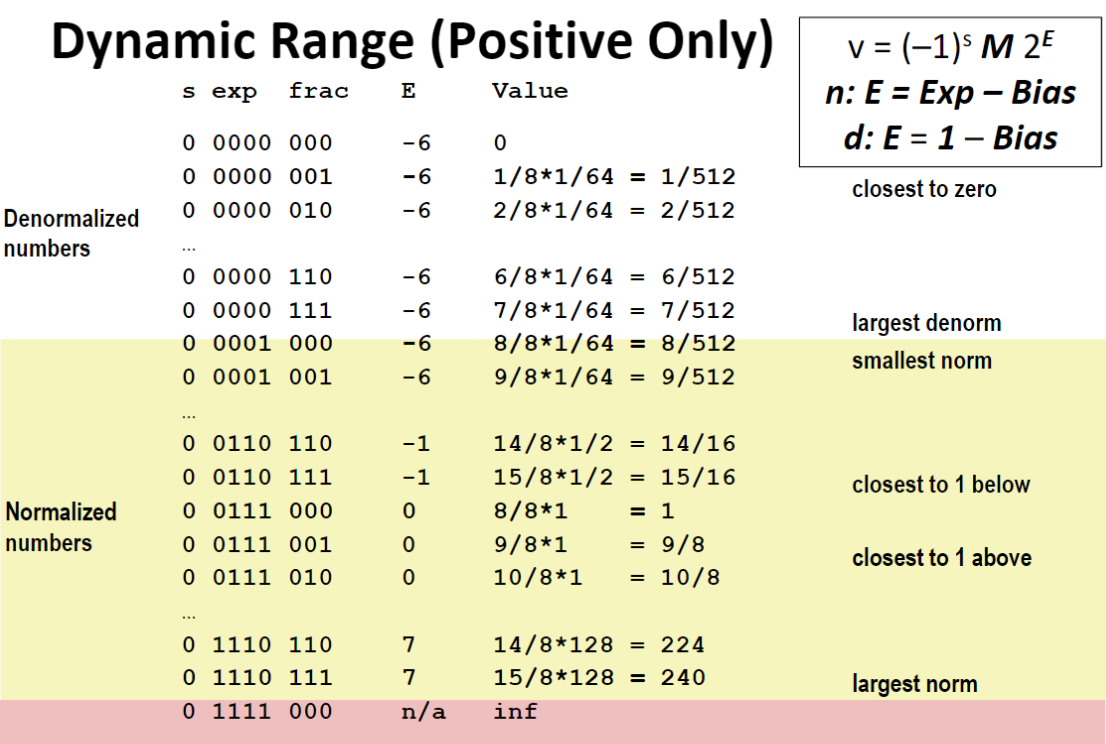 Dynamic Range (Positive Only)
v = (–1)ˢ M 2ᴱ
n: E = Exp – Bias
d: E = 1 – Bias
s exp frac E Value
0 0000 000 -6 0
0 0000 001 -6 1/8*1/64 = 1/512 closest to zero
Denormalized numbers
0 0000 010 -6 2/8*1/64 = 2/512
…
0 0000 110 -6 6/8*1/64 = 6/512
0 0000 111 -6 7/8*1/64 = 7/512 largest denorm
0 0001 000 -6 8/8*1/64 = 8/512 smallest norm
0 0001 001 -6 9/8*1/64 = 9/512
…
0 0110 110 -1 14/8*1/2 = 14/16
0 0110 111 -1 15/8*1/2 = 15/16 closest to 1 below
Normalized numbers
0 0111 000 0 8/8*1 = 1
0 0111 001 0 9/8*1 = 9/8 closest to 1 above
0 0111 010 0 10/8*1 = 10/8
…
0 1110 110 7 14/8*128 = 224
0 1110 111 7 15/8*128 = 240 largest norm
0 1111 000 n/a inf